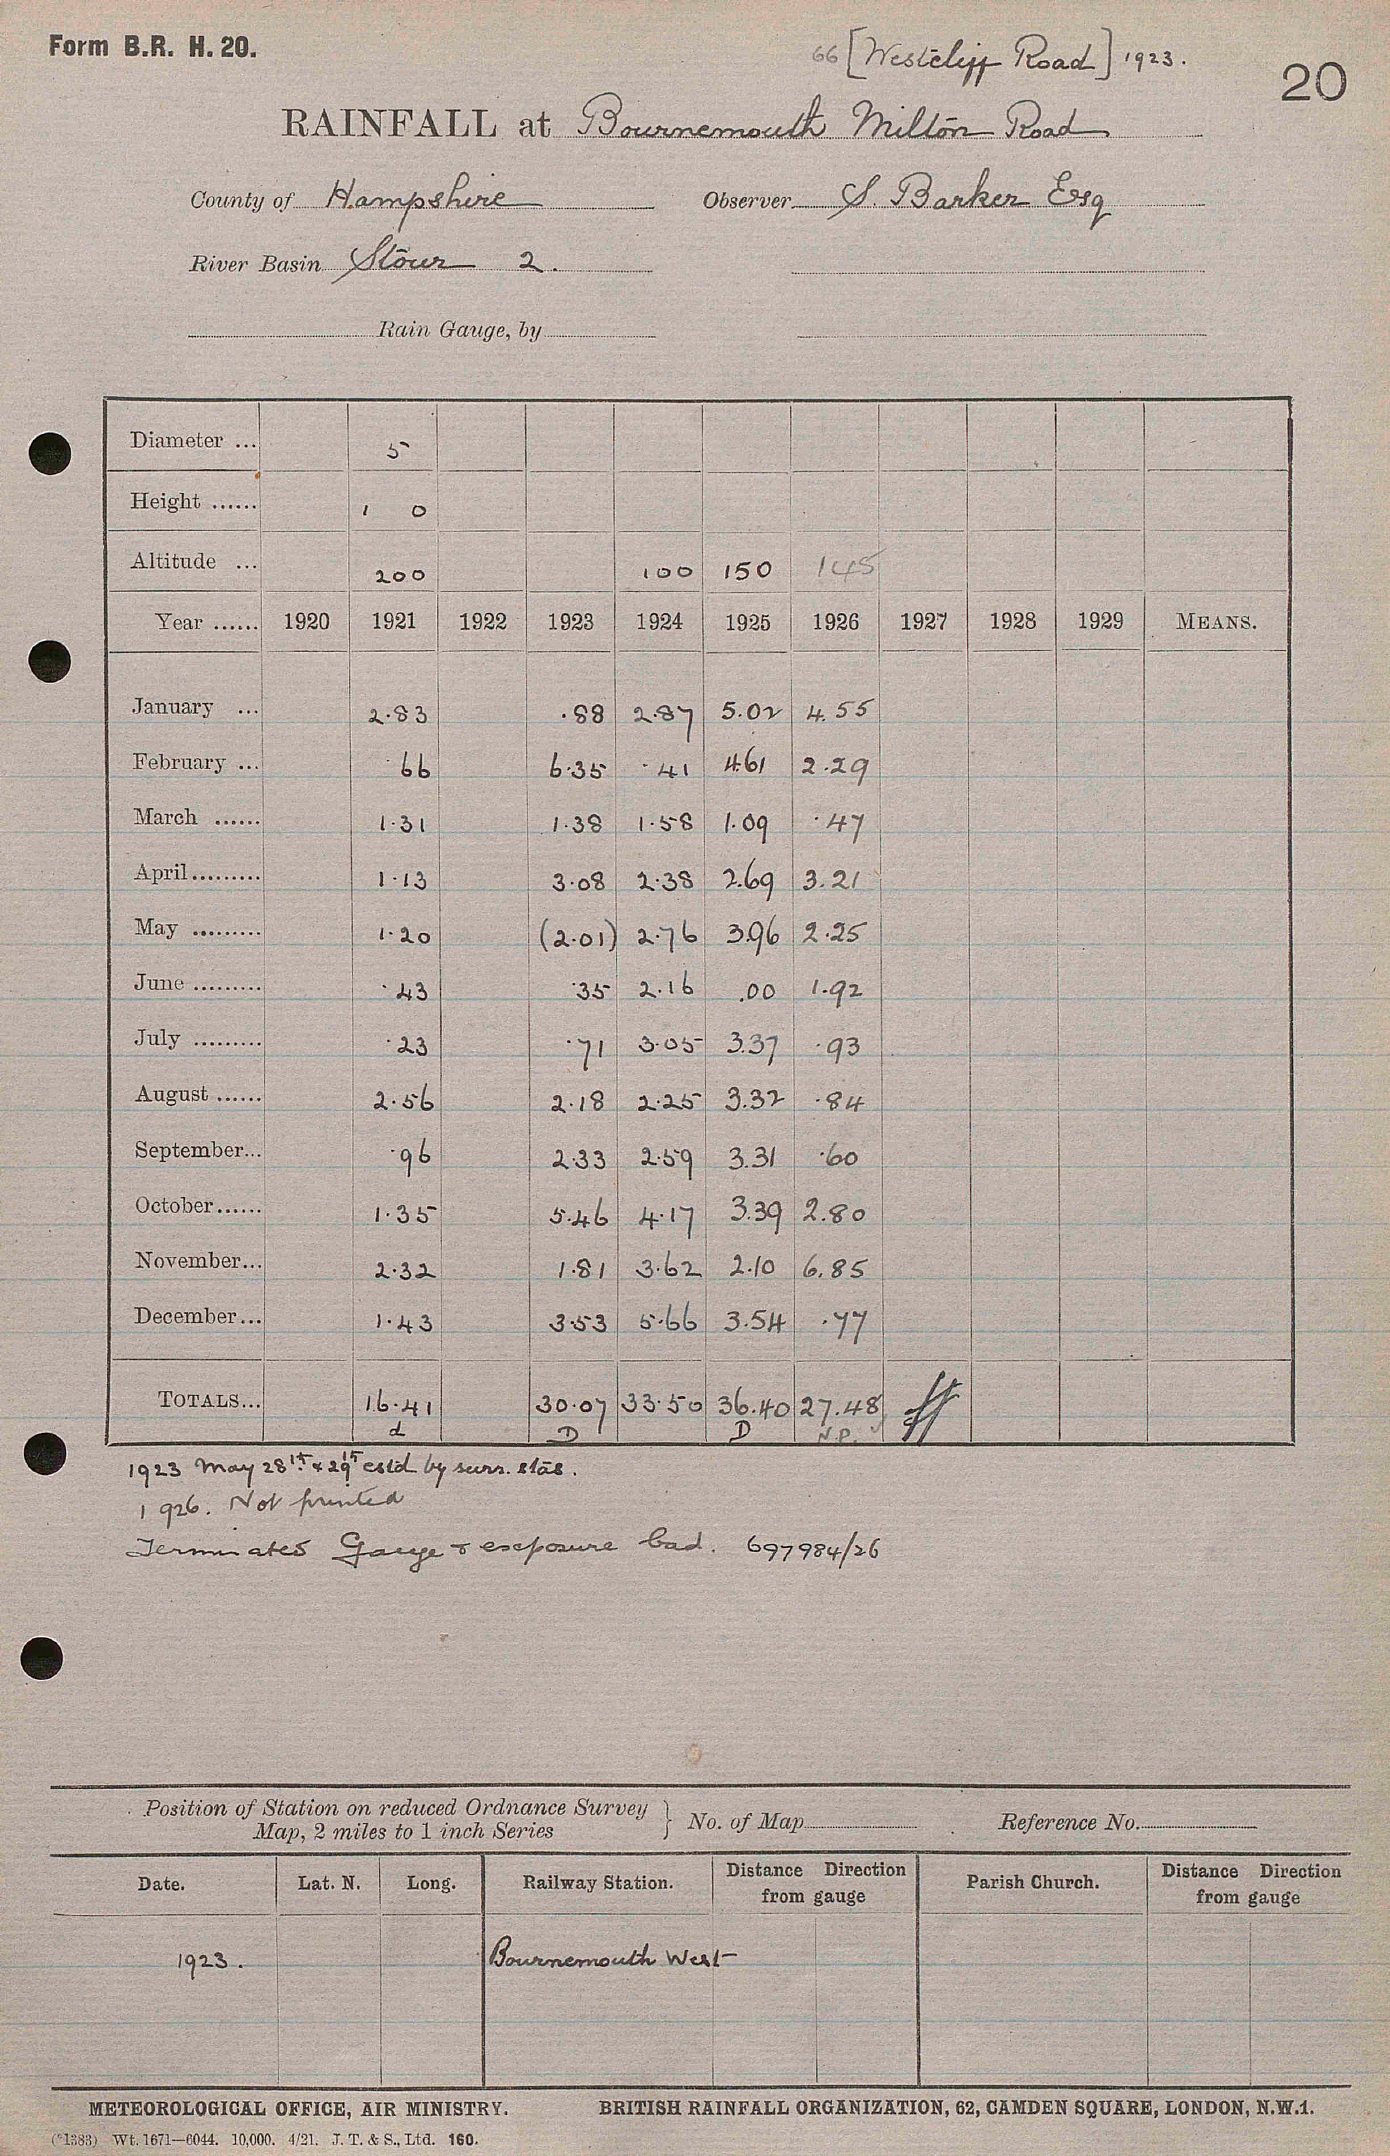 Form B.R. H. 20.
66 [Westcliff Road] 1923.
20
RAINFALL at Bournemouth Milton Road
County of Hampshire Observer S. Barker Esq
River Basin Stour 2.
Rain Gauge, by
Diameter ... 5
Height ...... 1 0
Altitude ... 200 100 150 145
Year ...... 1920 1921 1922 1923 1924 1925 1926 1927 1928 1929 MEANS.
January ... 2.83 .88 2.87 5.02 4.55
February ... .66 6.35 .41 4.61 2.29
March ...... 1.31 1.38 1.58 1.09 .47
April......... 1.13 3.08 2.38 2.69 3.21
May ......... 1.20 (2.01) 2.76 3.96 2.25
June ......... .43 .35 2.16 .00 1.92
July ......... .23 .71 3.05 3.37 .93
August ...... 2.56 2.18 2.25 3.32 .84
September... .96 2.33 2.59 3.31 .60
October...... 1.35 5.46 4.17 3.39 2.80
November... 2.32 1.81 3.62 2.10 6.85
December... 1.43 3.53 5.66 3.54 .77
TOTALS... 16.41 30.07 33.50 36.40 27.48
d D D N.P.
1923 May 28th & 29th estd by surr. stas.
1926. Not printed
Terminated Gauge & exposure bad. 697984/26
Position of Station on reduced Ordnance Survey
Map, 2 miles to 1 inch Series } No. of Map Reference No.
Date. Lat. N. Long. Railway Station. Distance Direction from gauge Parish Church. Distance Direction from gauge
1923. Bournemouth West
METEOROLOGICAL OFFICE, AIR MINISTRY. BRITISH RAINFALL ORGANIZATION, 62, CAMDEN SQUARE, LONDON, N.W.1.
(*1383) Wt. 1671—6044. 10,000. 4/21. J. T. & S., Ltd. 160.